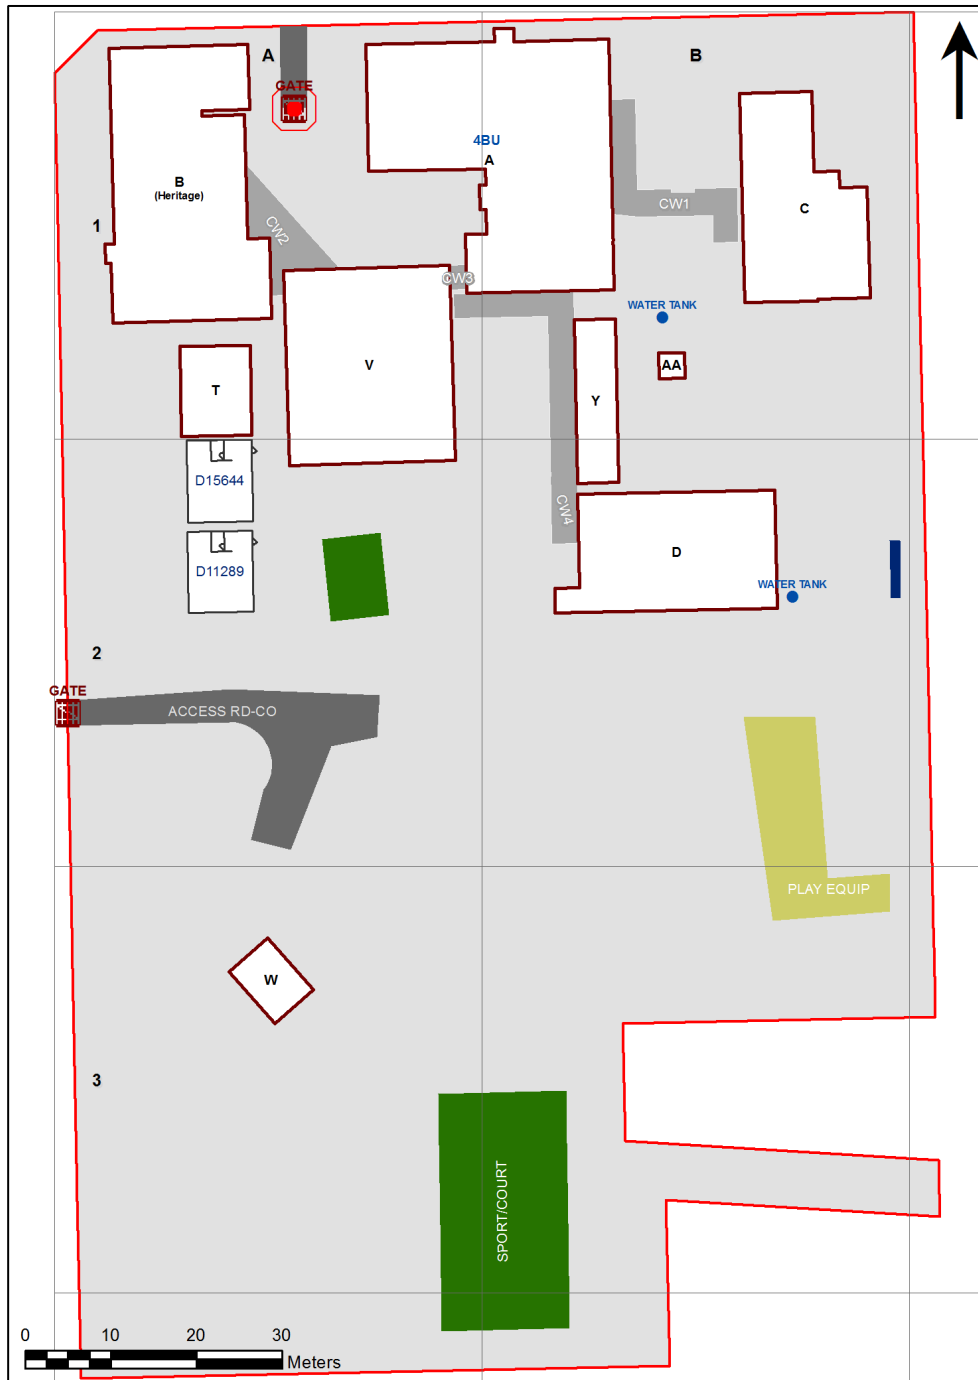 A
B
GATE
4BU
A
B
(Heritage)
C
CW1
1
CW2
CW3
WATER TANK
V
AA
T
Y
D15644
CW4
D
D11289
WATER TANK
2
GATE
ACCESS RD-CO
PLAY EQUIP
W
3
SPORT/COURT
0 10 20 30
Meters